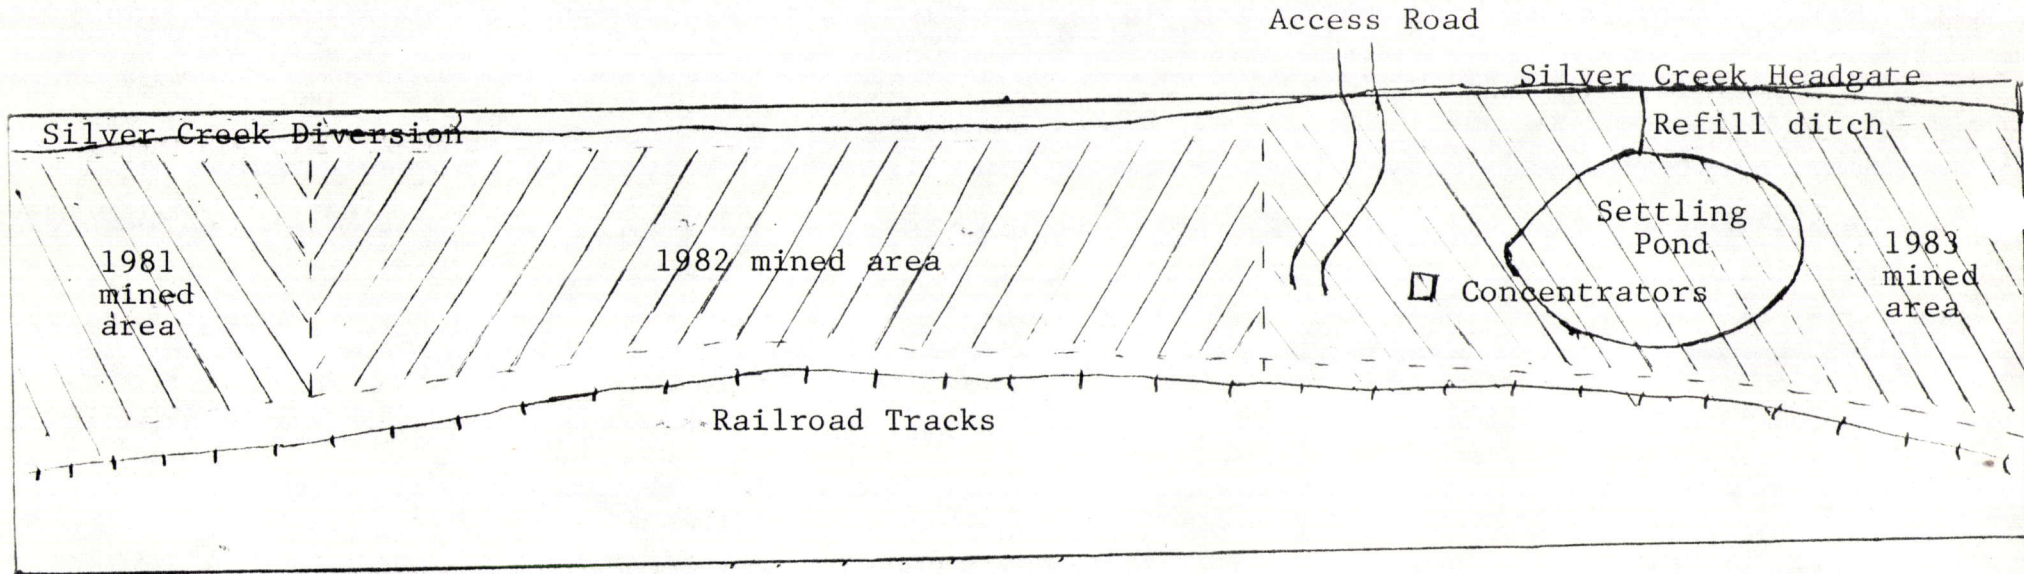 Access Road
Silver Creek Headgate
Silver Creek Diversion
Refill ditch
Settling
Pond
1981
mined
area
1982 mined area
1983
mined
area
Concentrators
Railroad Tracks